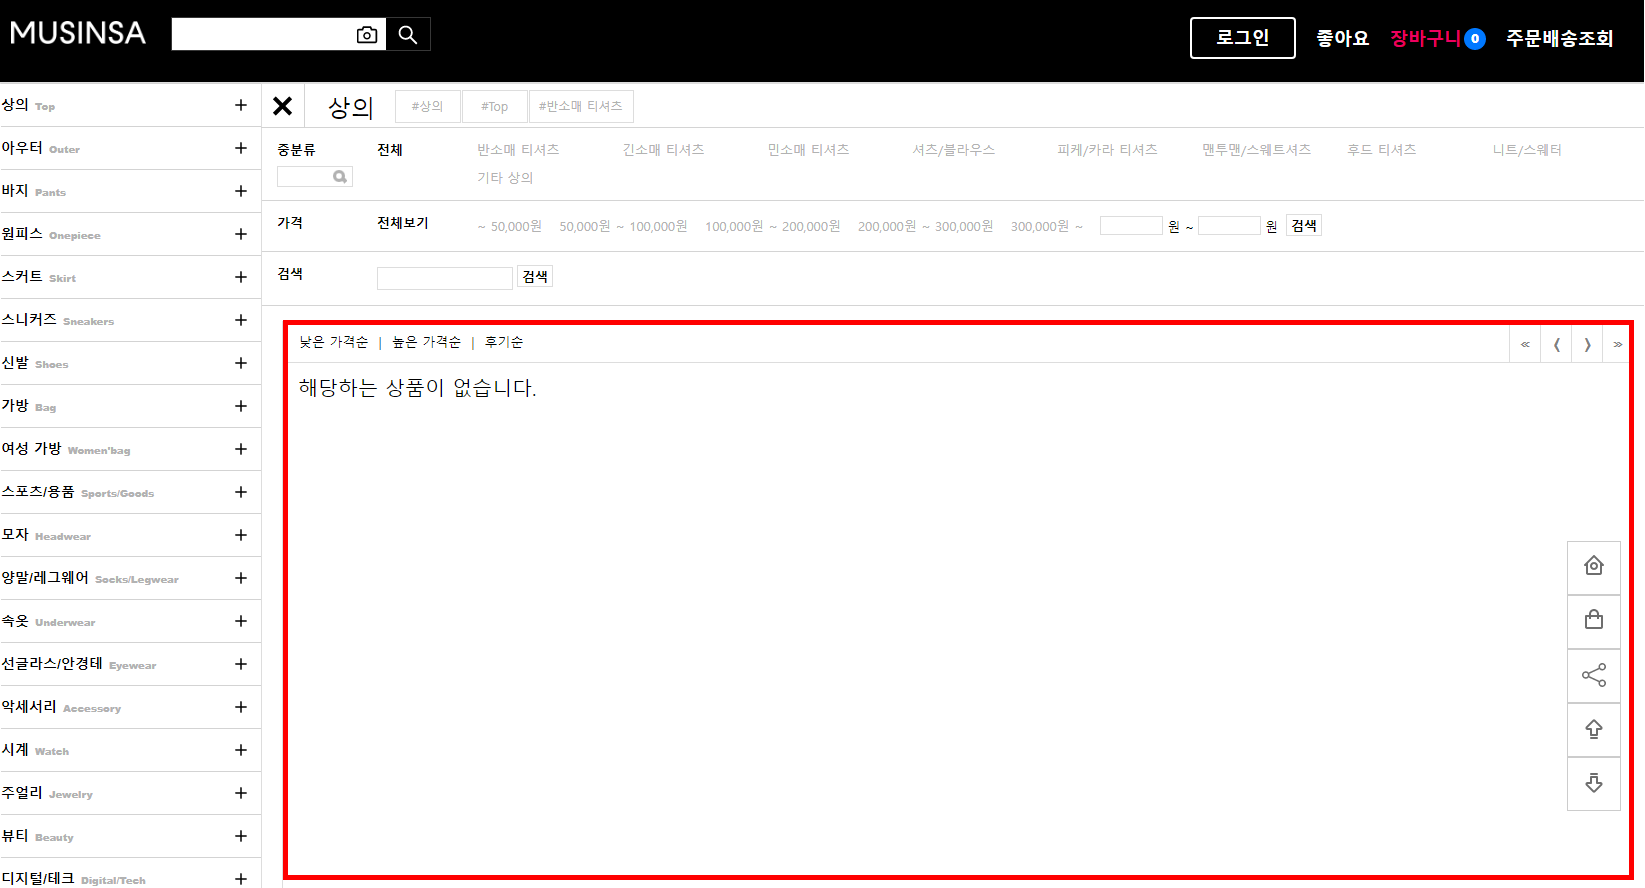 MUSINSA
로그인 좋아요 장바구니 0 주문배송조회
상의 Top +
아우터 Outer +
바지 Pants +
원피스 Onepiece +
스커트 Skirt +
스니커즈 Sneakers +
신발 Shoes +
가방 Bag +
여성 가방 Women'bag +
스포츠/용품 Sports/Goods +
모자 Headwear +
양말/레그웨어 Socks/Legwear +
속옷 Underwear +
선글라스/안경테 Eyewear +
악세서리 Accessory +
시계 Watch +
주얼리 Jewelry +
뷰티 Beauty +
디지털/테크 Digital/Tech +
상의 #상의 #Top #반소매 티셔츠
중분류 전체 반소매 티셔츠 긴소매 티셔츠 민소매 티셔츠 셔츠/블라우스 피케/카라 티셔츠 맨투맨/스웨트셔츠 후드 티셔츠 니트/스웨터
기타 상의
가격 전체보기 ~ 50,000원 50,000원 ~ 100,000원 100,000원 ~ 200,000원 200,000원 ~ 300,000원 300,000원 ~ 원 ~ 원 검색
검색 검색
낮은 가격순 | 높은 가격순 | 후기순 « ❬ ❭ »
해당하는 상품이 없습니다.